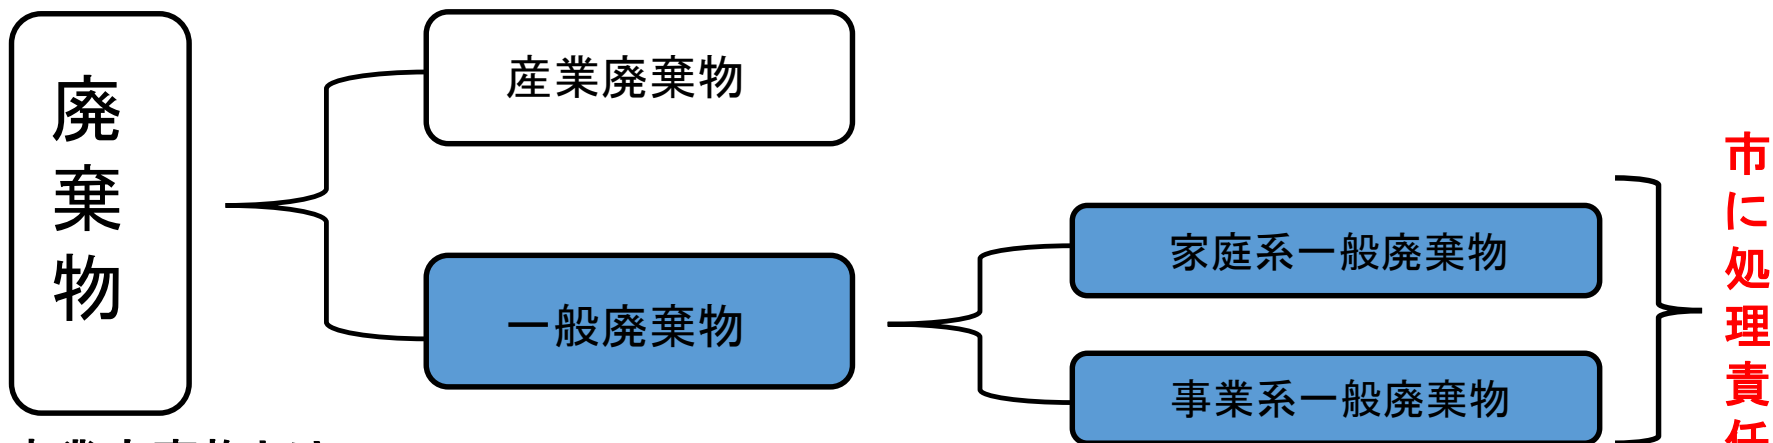 廃棄物
産業廃棄物
一般廃棄物
家庭系一般廃棄物
事業系一般廃棄物
市に処理責任